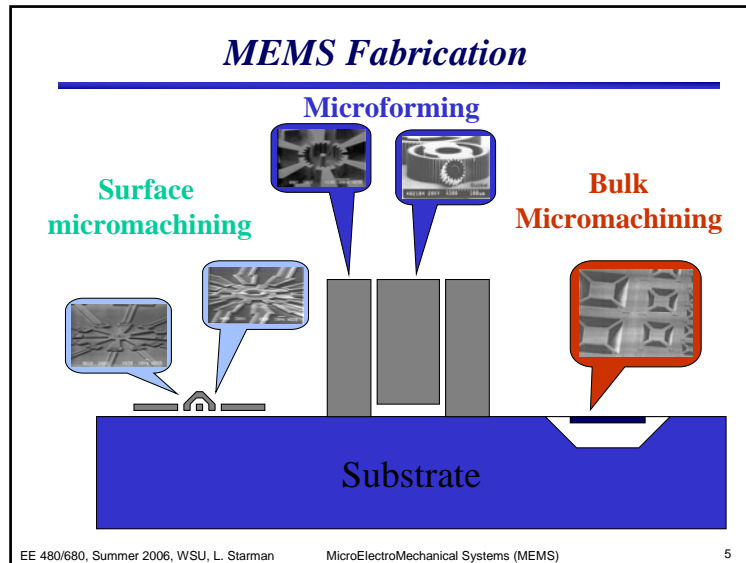 MEMS Fabrication
Microforming
Surface
micromachining
Bulk
Micromachining
Substrate
EE 480/680, Summer 2006, WSU, L. Starman
MicroElectroMechanical Systems (MEMS)
5